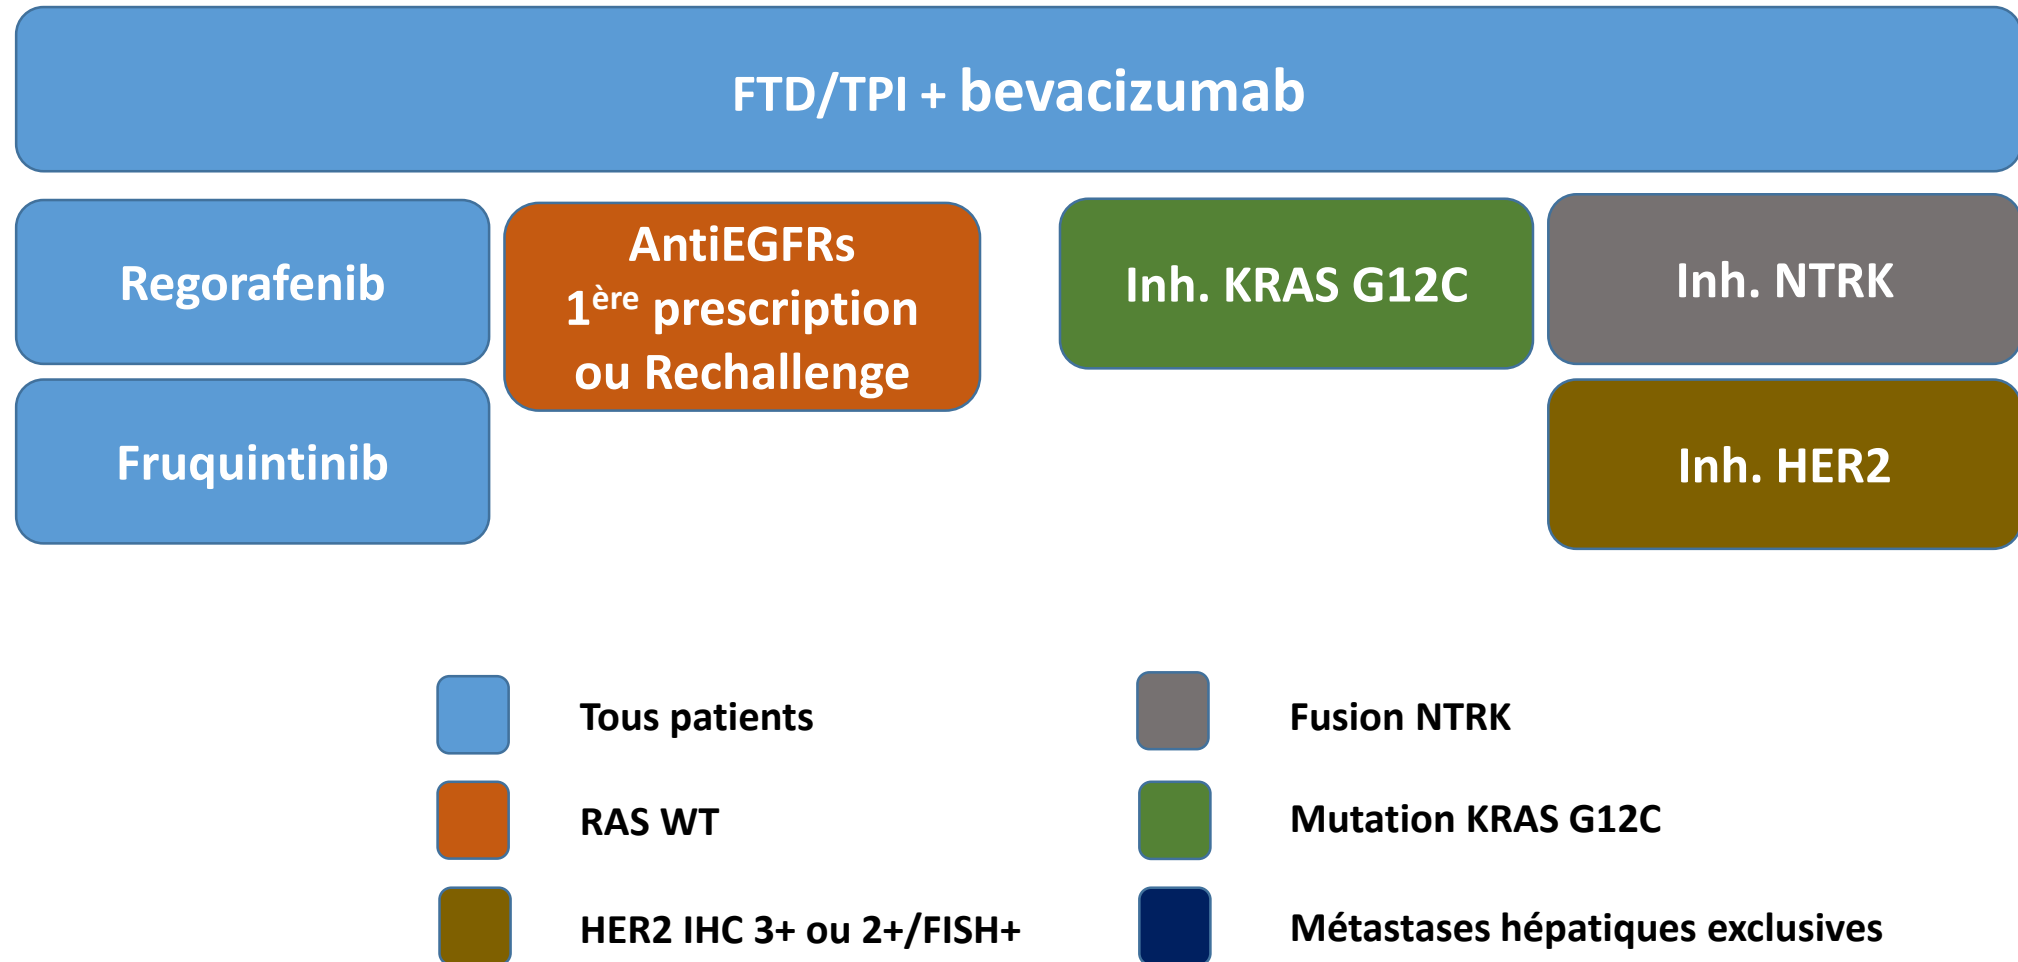 FTD/TPI + bevacizumab
Regorafenib
AntiEGFRs
1ère prescription
ou Rechallenge
Inh. KRAS G12C
Inh. NTRK
Fruquintinib
Inh. HER2
Tous patients
Fusion NTRK
RAS WT
Mutation KRAS G12C
HER2 IHC 3+ ou 2+/FISH+
Métastases hépatiques exclusives